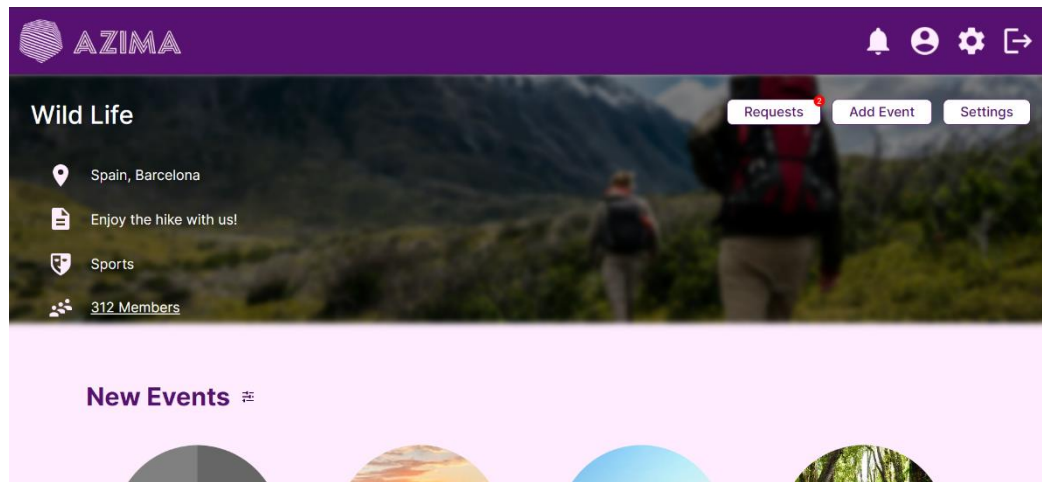 AZIMA
Wild Life
Requests 2 Add Event Settings
Spain, Barcelona
Enjoy the hike with us!
Sports
312 Members
New Events